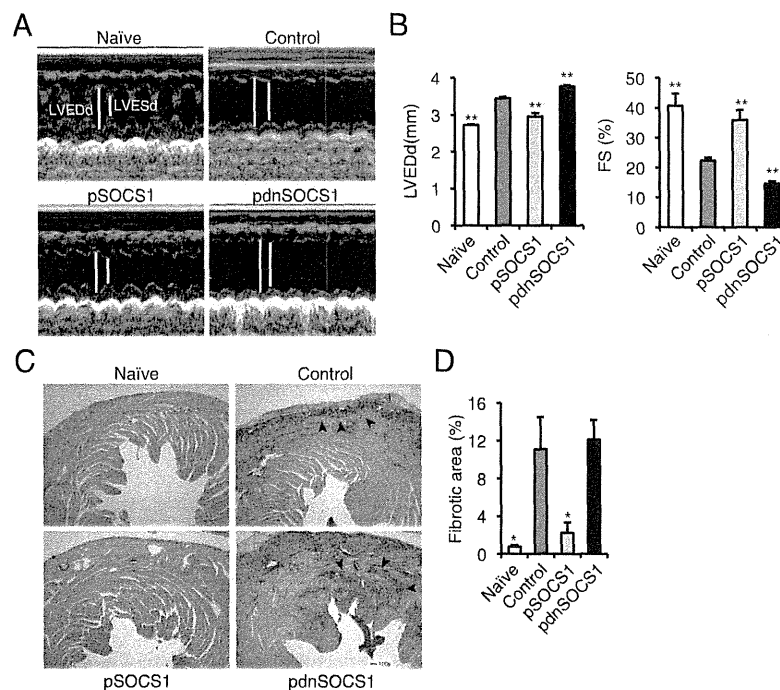 A
Naïve
Control
LVEDd
LVESd
pSOCS1
pdnSOCS1
B
LVEDd(mm)
4
3
2
1
0
**
**
**
Naïve
Control
pSOCS1
pdnSOCS1
FS (%)
50
40
30
20
10
0
**
**
**
Naïve
Control
pSOCS1
pdnSOCS1
C
Naïve
Control
pSOCS1
pdnSOCS1
D
Fibrotic area (%)
16
12
8
4
0
*
*
Naïve
Control
pSOCS1
pdnSOCS1